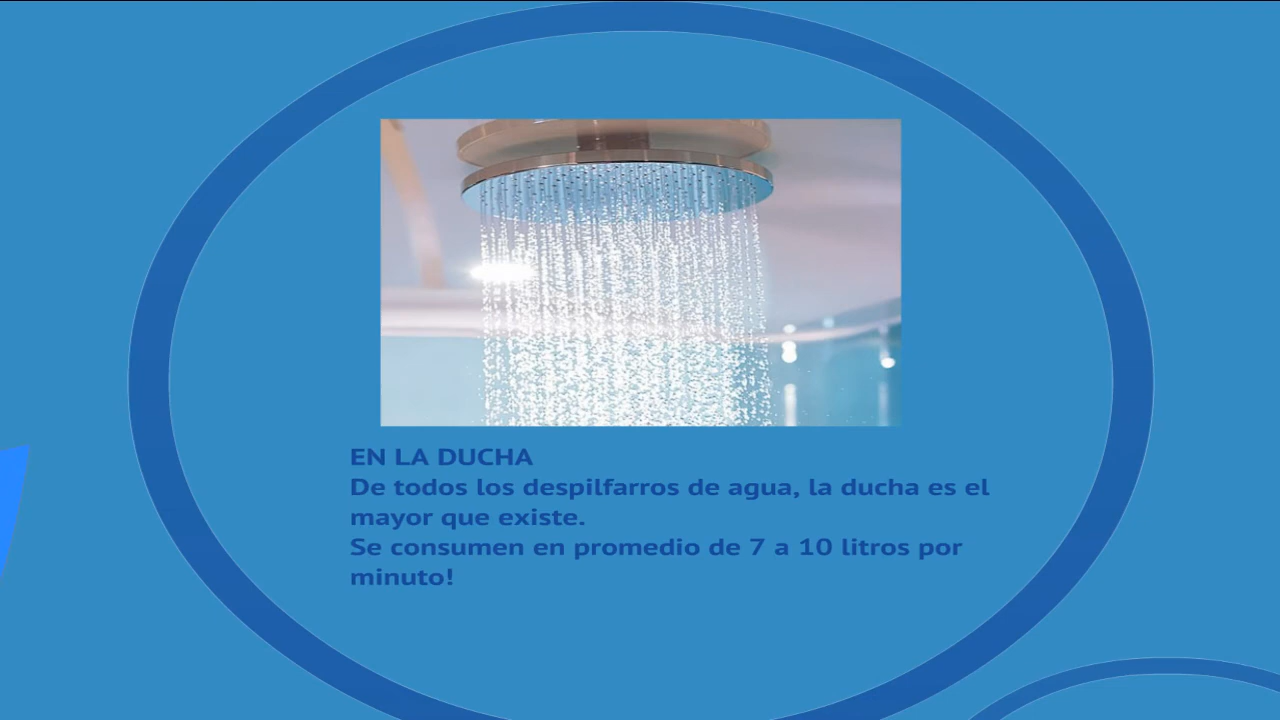 EN LA DUCHA
De todos los despilfarros de agua, la ducha es el
mayor que existe.
Se consumen en promedio de 7 a 10 litros por
minuto!